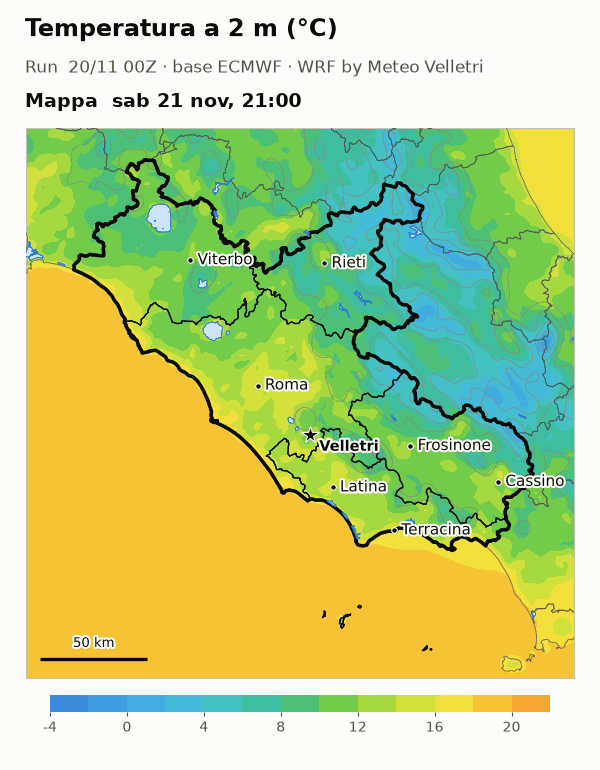 Temperatura a 2 m (°C)
Run 20/11 00Z · base ECMWF · WRF by Meteo Velletri
Mappa sab 21 nov, 21:00
Viterbo
Rieti
Roma
Velletri
Frosinone
Latina
Cassino
Terracina
50 km
-4 0 4 8 12 16 20